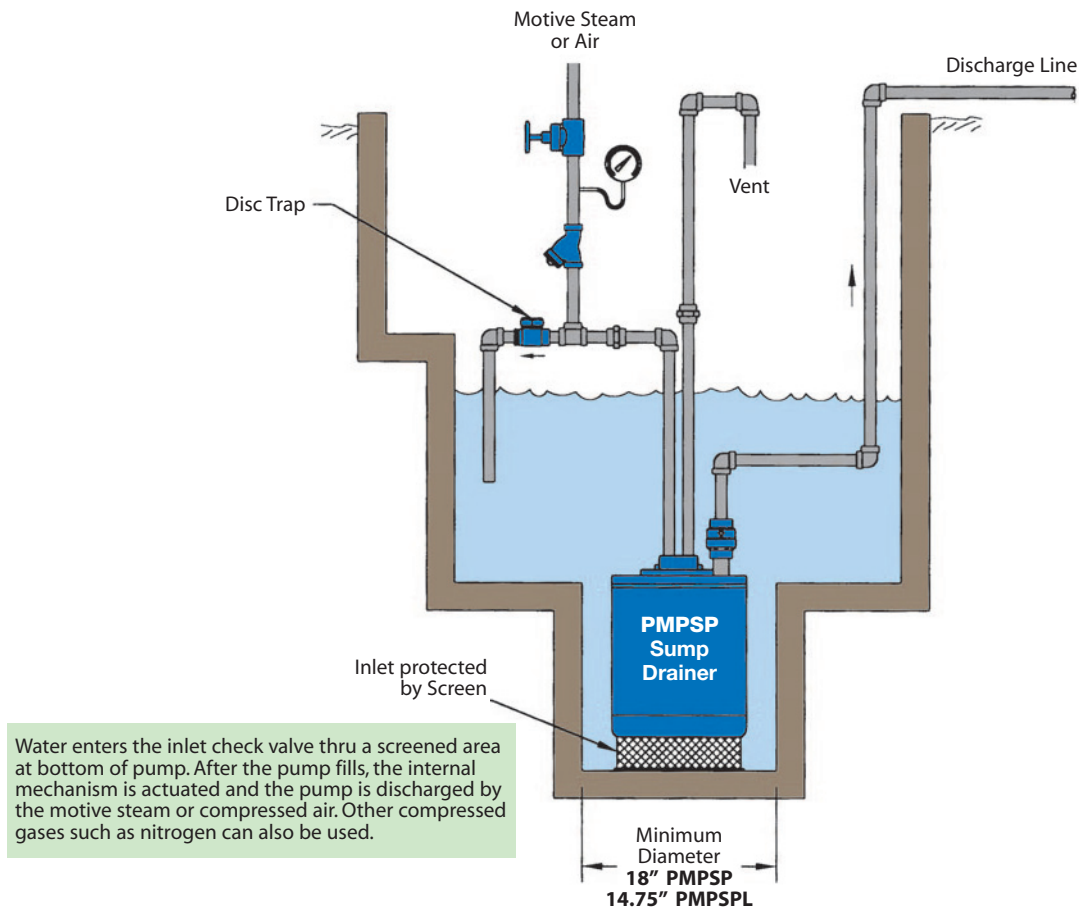 Motive Steam
or Air
Discharge Line
Vent
Disc Trap
PMPSP
Sump
Drainer
Inlet protected
by Screen
Water enters the inlet check valve thru a screened area
at bottom of pump. After the pump fills, the internal
mechanism is actuated and the pump is discharged by
the motive steam or compressed air. Other compressed
gases such as nitrogen can also be used.
Minimum
Diameter
18” PMPSP
14.75” PMPSPL